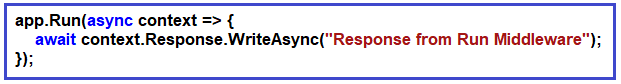 app.Run(async context => {
    await context.Response.WriteAsync("Response from Run Middleware");
});